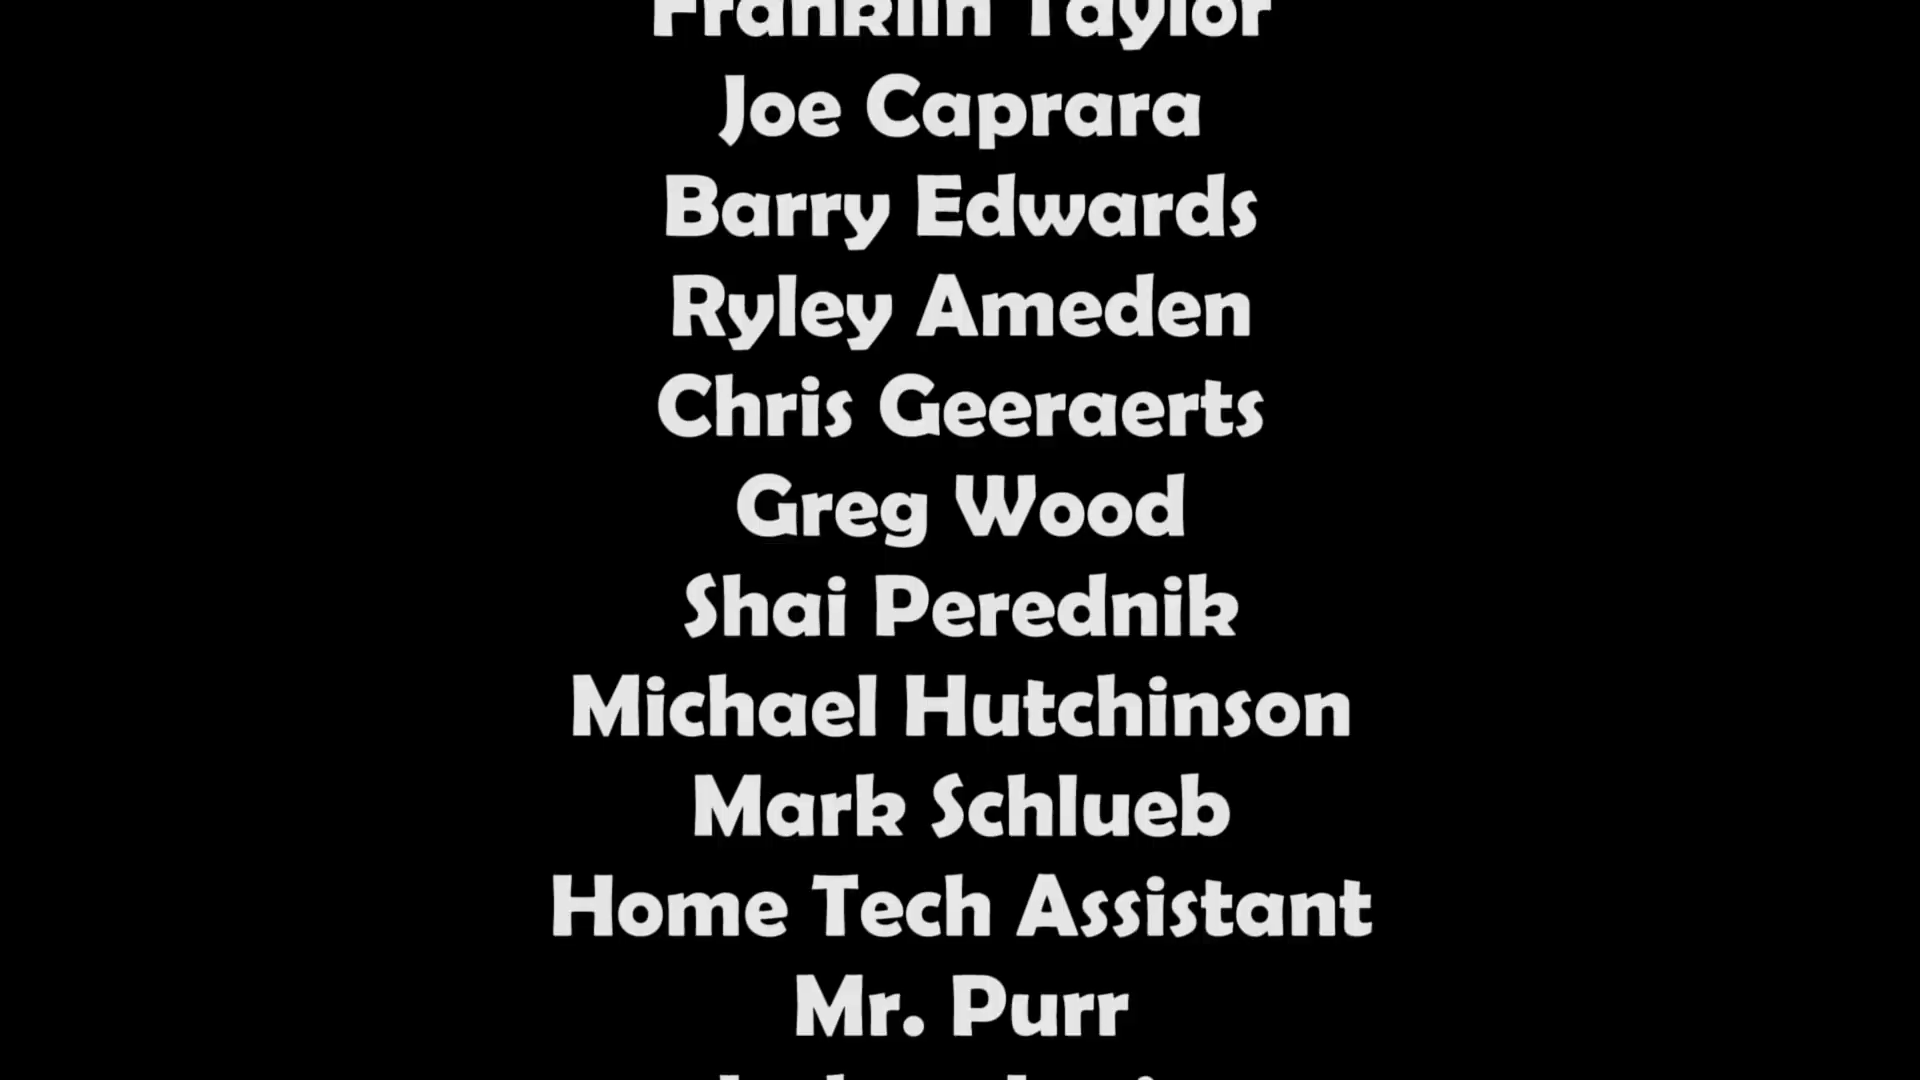 Franklin Taylor
Joe Caprara
Barry Edwards
Ryley Ameden
Chris Geeraerts
Greg Wood
Shai Perednik
Michael Hutchinson
Mark Schlueb
Home Tech Assistant
Mr. Purr